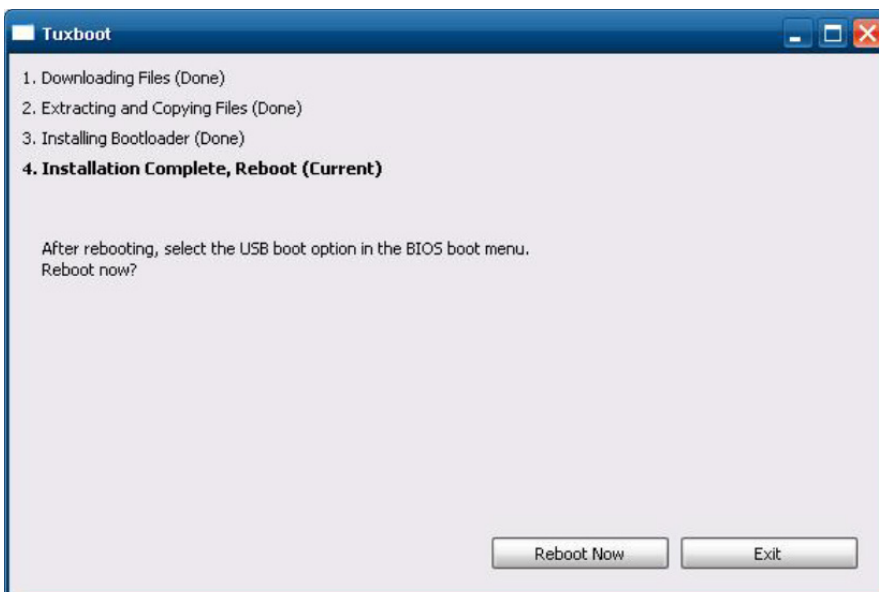 Tuxboot
1. Downloading Files (Done)
2. Extracting and Copying Files (Done)
3. Installing Bootloader (Done)
4. Installation Complete, Reboot (Current)
After rebooting, select the USB boot option in the BIOS boot menu.
Reboot now?
Reboot Now
Exit